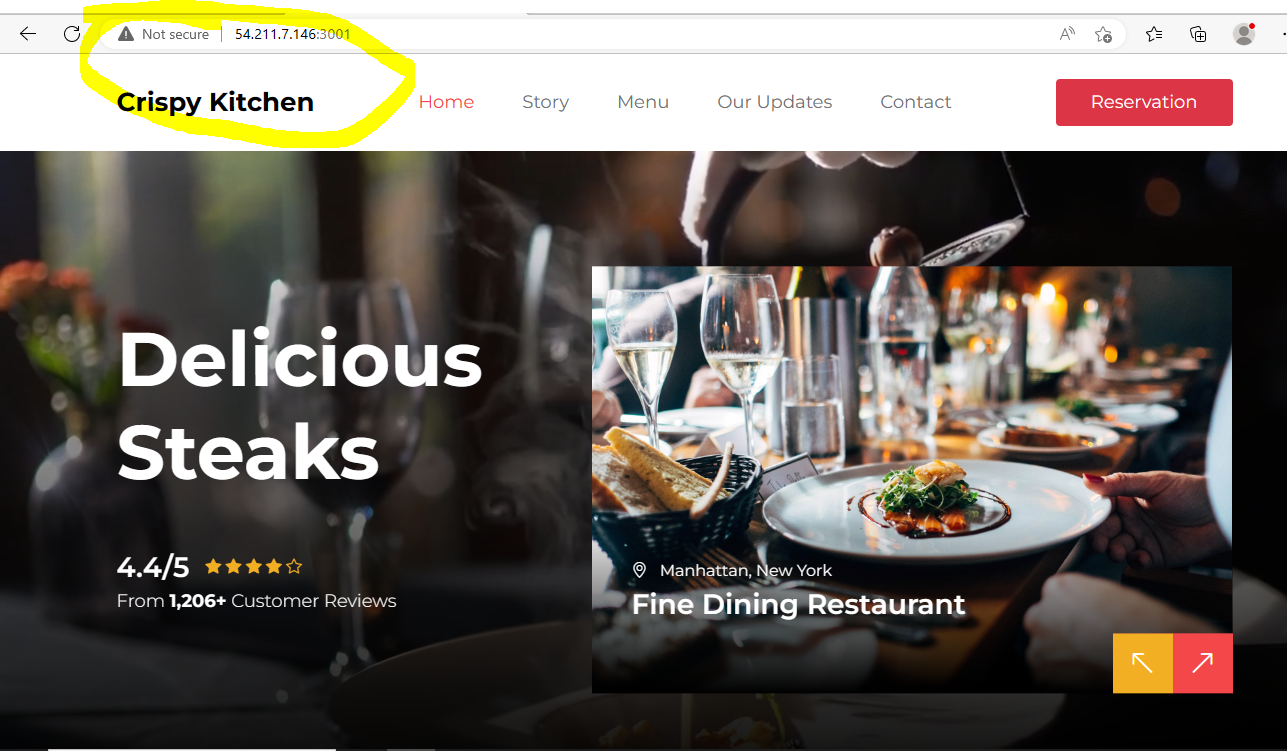 Not secure | 54.211.7.146:3001
Crispy Kitchen
Home Story Menu Our Updates Contact
Reservation
Delicious
Steaks
4.4/5
From 1,206+ Customer Reviews
Manhattan, New York
Fine Dining Restaurant